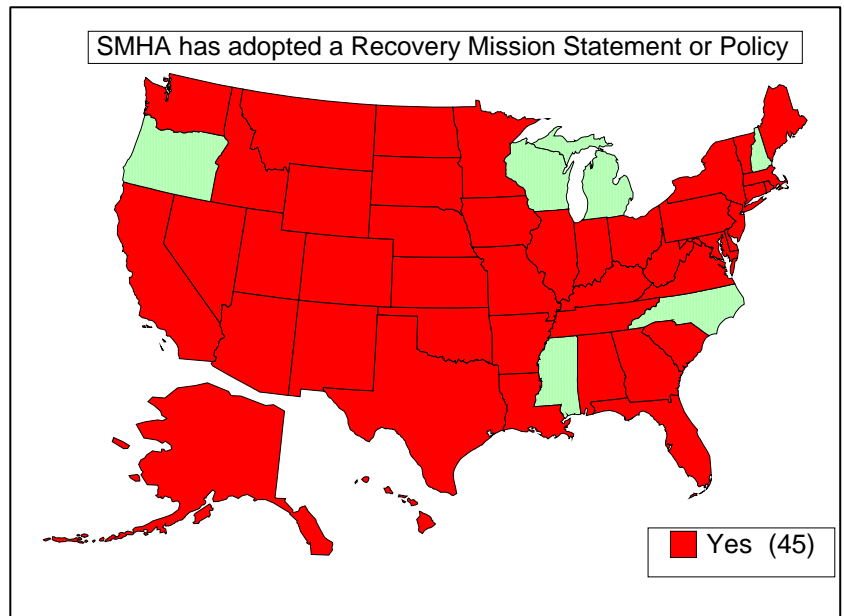 SMHA has adopted a Recovery Mission Statement or Policy
Yes (45)